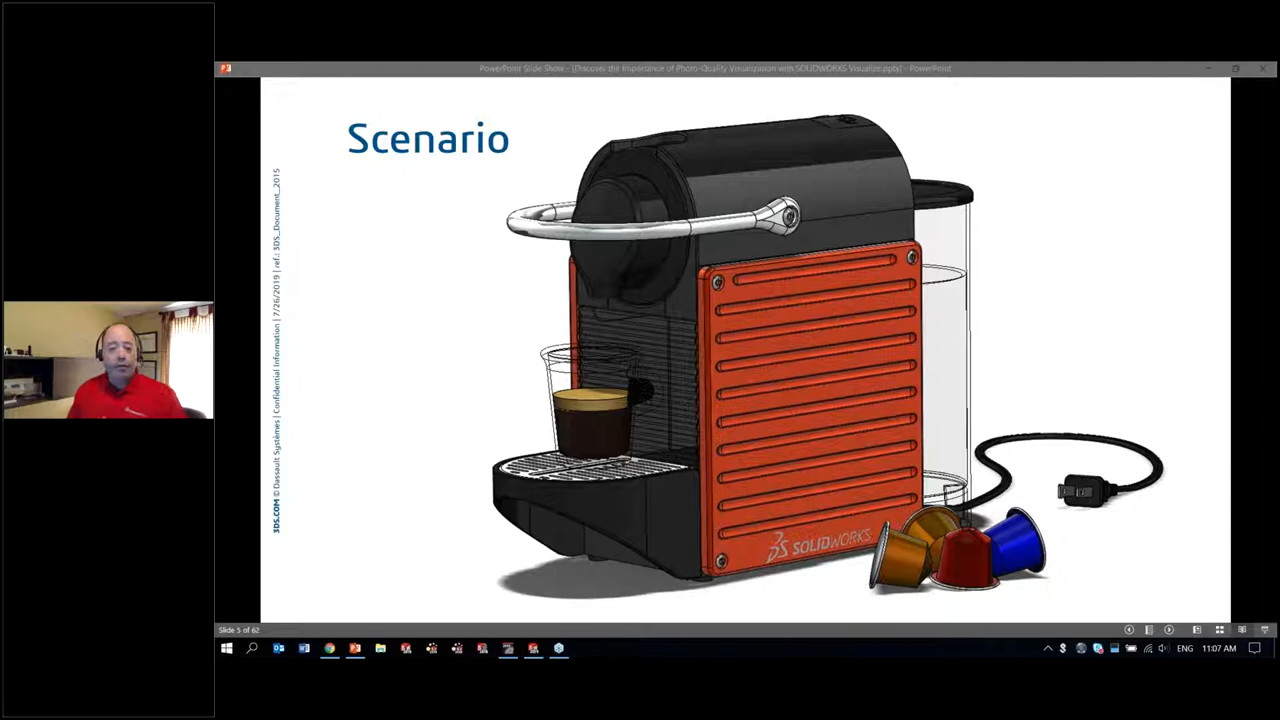 PowerPoint Slide Show - [Discover the Importance of Photo-Quality Visualization with SOLIDWORKS Visualize.pptx] - PowerPoint
Scenario
3DS.COM © Dassault Systèmes | Confidential Information | 7/26/2019 | ref.: 3DS_Document_2015
SOLIDWORKS
Slide 5 of 62
ENG
11:07 AM